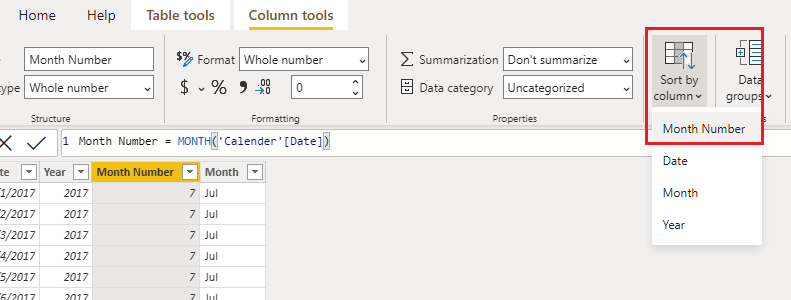 Home Help Table tools Column tools
Month Number
$% Format Whole number
Summarization Don't summarize
Sort by column
Data groups
type Whole number
$ % 9 .00 0
Data category Uncategorized
Structure Formatting Properties s
Month Number
Date
Month
Year
1 Month Number = MONTH('Calender'[Date])
te Year Month Number Month
/1/2017 2017 7 Jul
/2/2017 2017 7 Jul
/3/2017 2017 7 Jul
/4/2017 2017 7 Jul
/5/2017 2017 7 Jul
/6/2017 2017 7 Jul